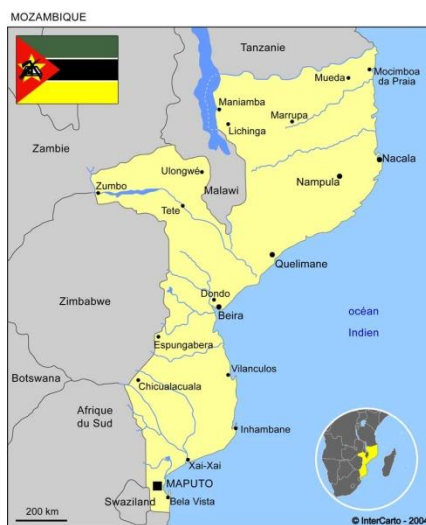 MOZAMBIQUE
Tanzanie
Mueda
Mocimboa
da Praia
Maniamba
Marrupa
Lichinga
Zambie
Ulongwé
Nacala
Zumbo
Malawi
Nampula
Tete
Quelimane
Zimbabwe
Dondo
Beira
océan
Indien
Espungabera
Vilanculos
Botswana
Chicualacuala
Afrique
du Sud
Inhambane
Xai-Xai
MAPUTO
Bela Vista
Swaziland
200 km
© InterCarto - 2004